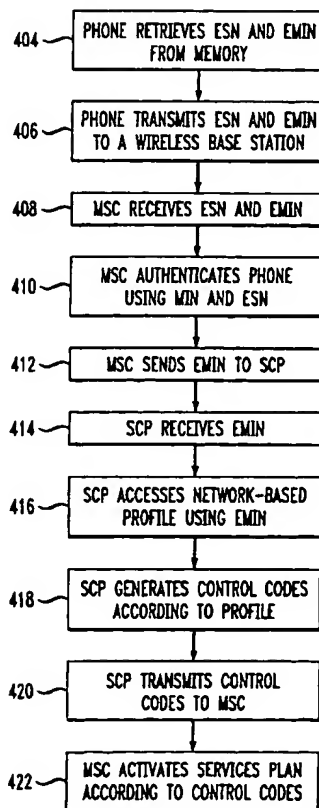 404
PHONE RETRIEVES ESN AND EMIN
FROM MEMORY
406
PHONE TRANSMITS ESN AND EMIN
TO A WIRELESS BASE STATION
408
MSC RECEIVES ESN AND EMIN
410
MSC AUTHENTICATES PHONE
USING MIN AND ESN
412
MSC SENDS EMIN TO SCP
414
SCP RECEIVES EMIN
416
SCP ACCESSES NETWORK-BASED
PROFILE USING EMIN
418
SCP GENERATES CONTROL CODES
ACCORDING TO PROFILE
420
SCP TRANSMITS CONTROL
CODES TO MSC
422
MSC ACTIVATES SERVICES PLAN
ACCORDING TO CONTROL CODES